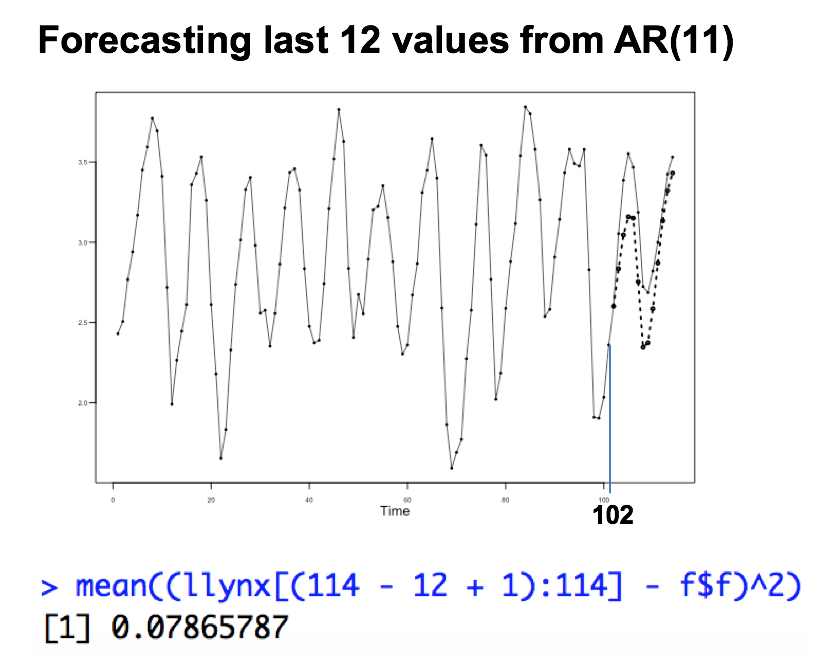 Forecasting last 12 values from AR(11)
3.5
3.0
2.5
2.0
0 20 40 60 80 100
Time
102
> mean((llynx[(114 - 12 + 1):114] - f$f)^2)
[1] 0.07865787